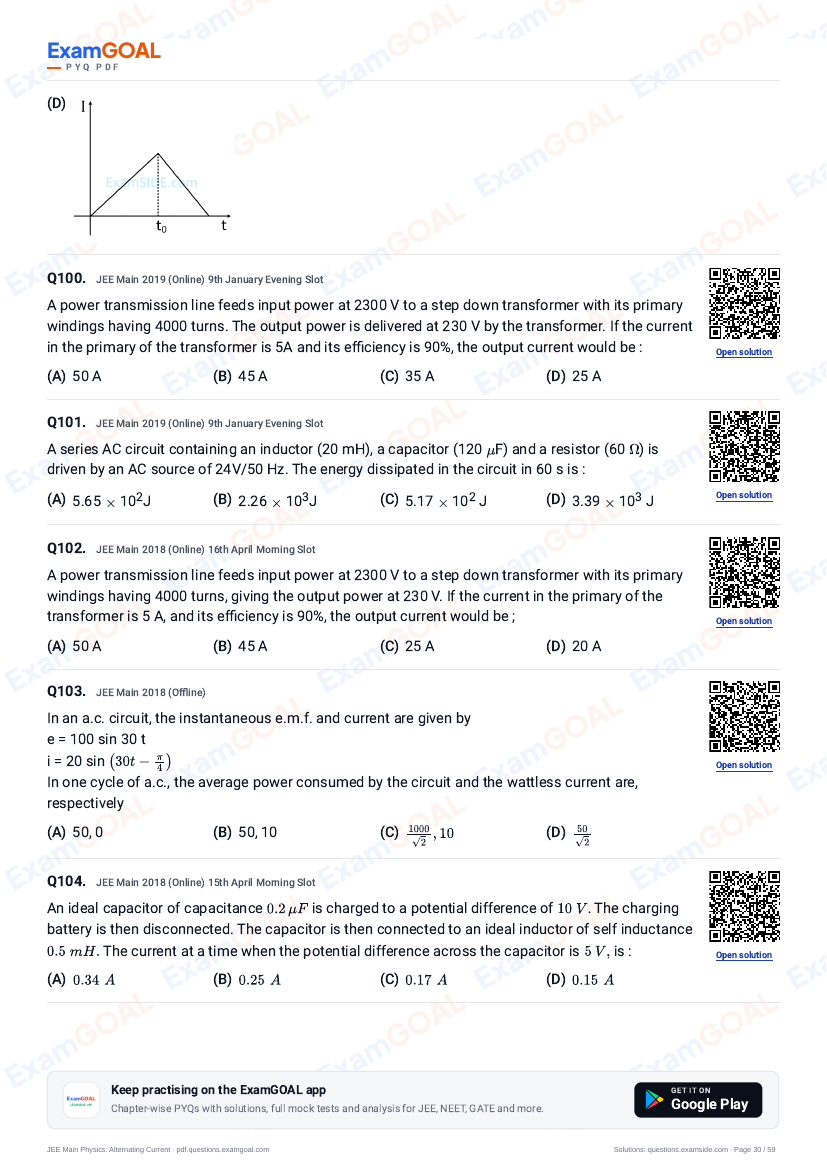 ExamGOAL
PYQ PDF
(D)
I
ExamSIDE.com
t₀
t
Q100. JEE Main 2019 (Online) 9th January Evening Slot
A power transmission line feeds input power at 2300 V to a step down transformer with its primary
windings having 4000 turns. The output power is delivered at 230 V by the transformer. If the current
in the primary of the transformer is 5A and its efficiency is 90%, the output current would be :
Open solution
(A) 50 A (B) 45 A (C) 35 A (D) 25 A
Q101. JEE Main 2019 (Online) 9th January Evening Slot
A series AC circuit containing an inductor (20 mH), a capacitor (120 μF) and a resistor (60 Ω) is
driven by an AC source of 24V/50 Hz. The energy dissipated in the circuit in 60 s is :
Open solution
(A) 5.65 × 10²J (B) 2.26 × 10³J (C) 5.17 × 10² J (D) 3.39 × 10³ J
Q102. JEE Main 2018 (Online) 16th April Morning Slot
A power transmission line feeds input power at 2300 V to a step down transformer with its primary
windings having 4000 turns, giving the output power at 230 V. If the current in the primary of the
transformer is 5 A, and its efficiency is 90%, the output current would be ;
Open solution
(A) 50 A (B) 45 A (C) 25 A (D) 20 A
Q103. JEE Main 2018 (Offline)
In an a.c. circuit, the instantaneous e.m.f. and current are given by
e = 100 sin 30 t
i = 20 sin (30t − π/4)
Open solution
In one cycle of a.c., the average power consumed by the circuit and the wattless current are,
respectively
(A) 50, 0 (B) 50, 10 (C) 1000/√2, 10 (D) 50/√2
Q104. JEE Main 2018 (Online) 15th April Morning Slot
An ideal capacitor of capacitance 0.2 μF is charged to a potential difference of 10 V. The charging
battery is then disconnected. The capacitor is then connected to an ideal inductor of self inductance
0.5 mH. The current at a time when the potential difference across the capacitor is 5 V, is :
Open solution
(A) 0.34 A (B) 0.25 A (C) 0.17 A (D) 0.15 A
ExamGOAL
Keep practising on the ExamGOAL app
Chapter-wise PYQs with solutions, full mock tests and analysis for JEE, NEET, GATE and more.
GET IT ON
Google Play
JEE Main Physics: Alternating Current · pdf.questions.examgoal.com
Solutions: questions.examside.com · Page 30 / 59